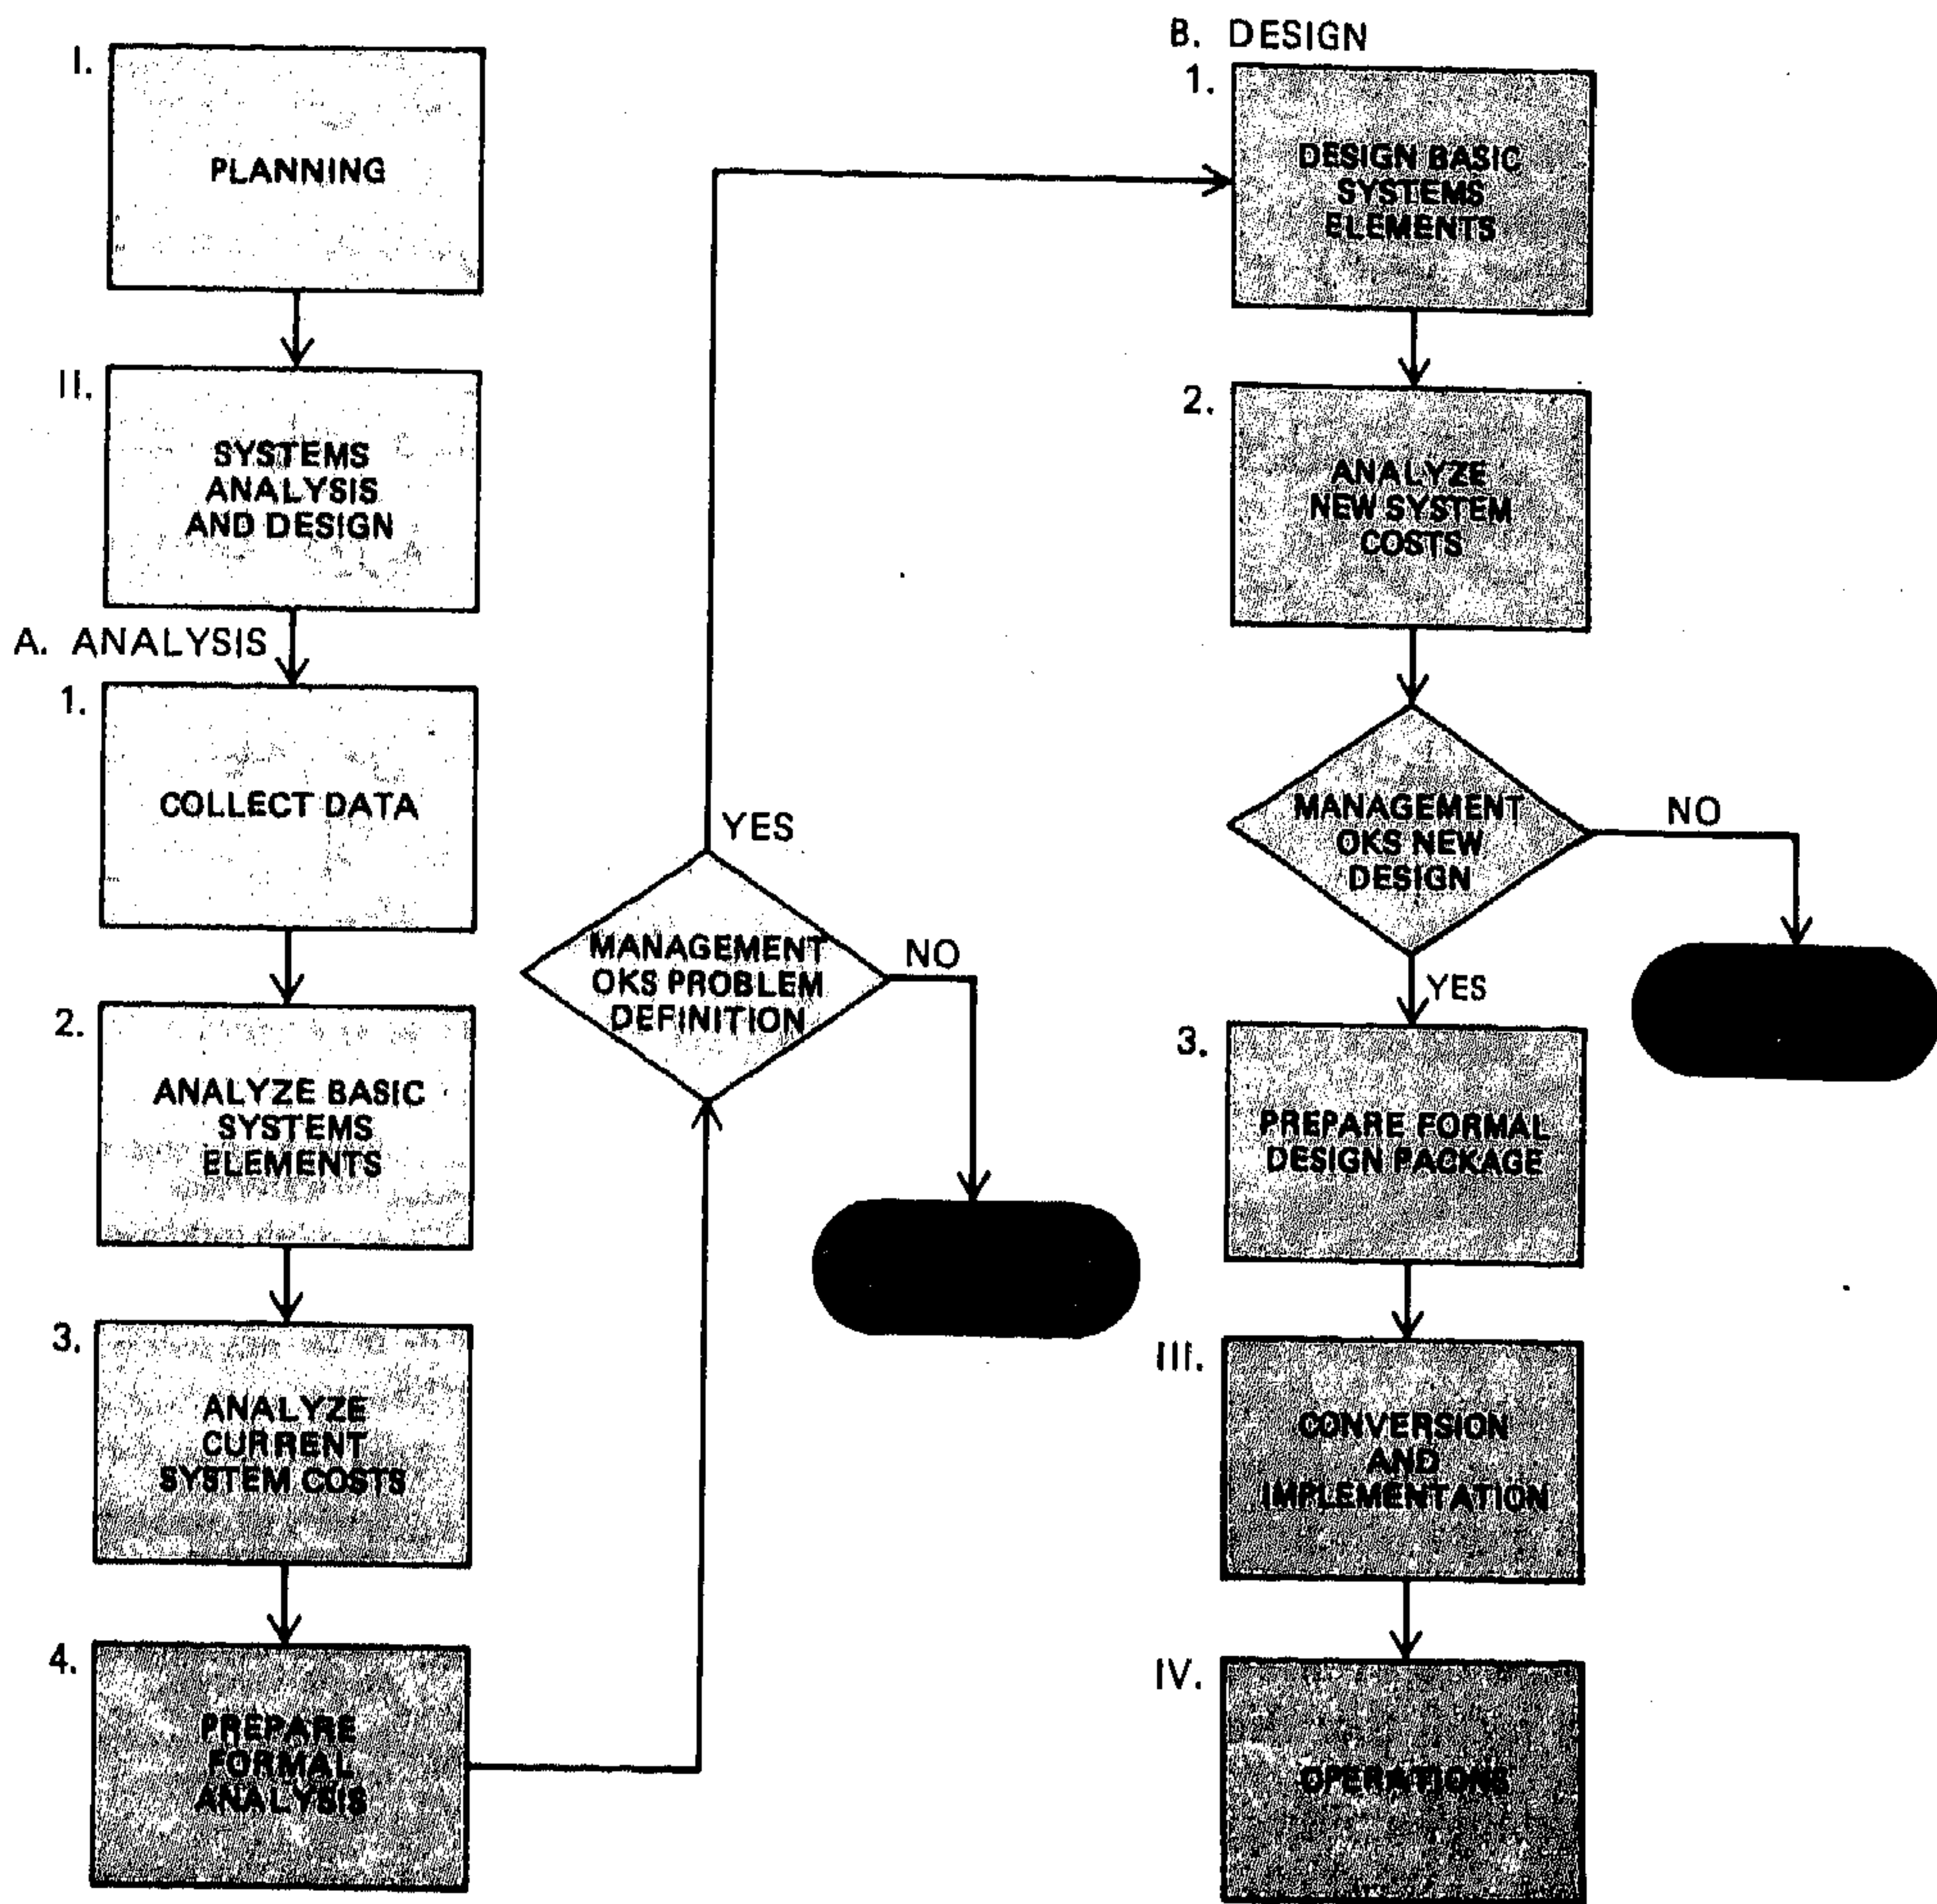 I.
PLANNING
II.
SYSTEMS
ANALYSIS
AND DESIGN
A. ANALYSIS
1.
COLLECT DATA
2.
ANALYZE BASIC
SYSTEMS
ELEMENTS
3.
ANALYZE
CURRENT
SYSTEM COSTS
4.
PREPARE
FORMAL
ANALYSIS
YES
MANAGEMENT
OKS PROBLEM
DEFINITION
NO
B. DESIGN
1.
DESIGN BASIC
SYSTEMS
ELEMENTS
2.
ANALYZE
NEW SYSTEM
COSTS
MANAGEMENT
OKS NEW
DESIGN
NO
YES
3.
PREPARE FORMAL
DESIGN PACKAGE
III.
CONVERSION
AND
IMPLEMENTATION
IV.
OPERATIONS